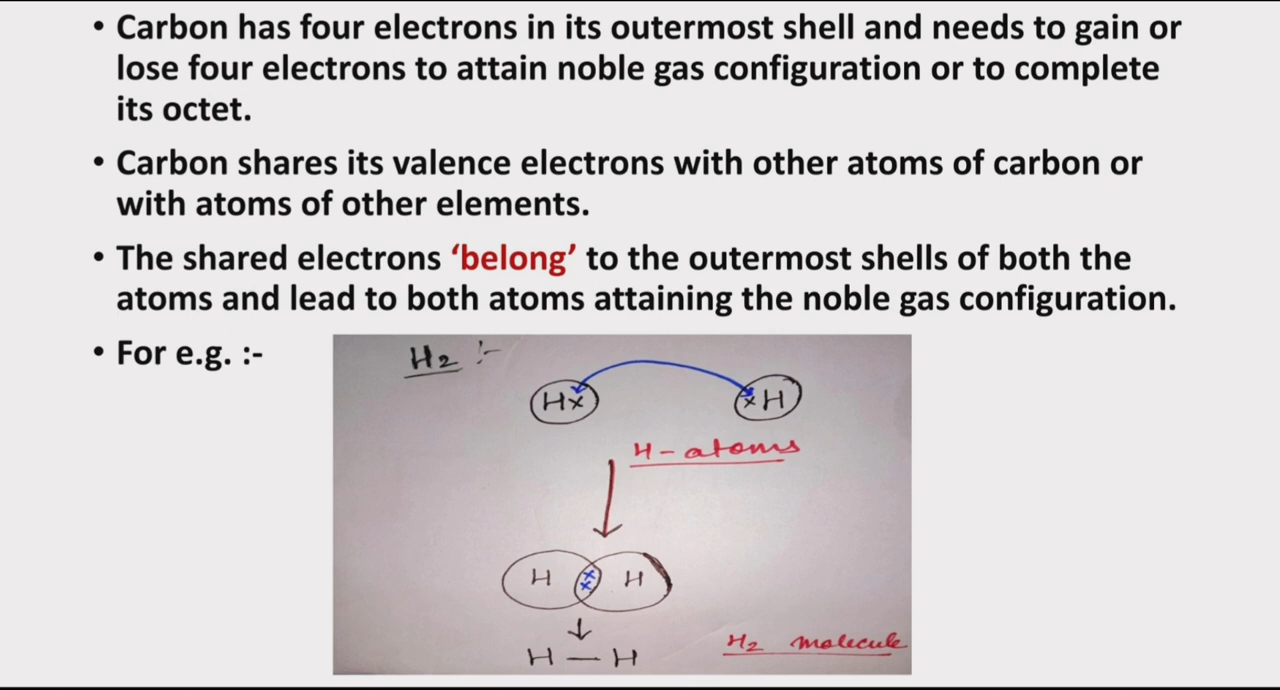 • Carbon has four electrons in its outermost shell and needs to gain or
lose four electrons to attain noble gas configuration or to complete
its octet.
• Carbon shares its valence electrons with other atoms of carbon or
with atoms of other elements.
• The shared electrons ‘belong’ to the outermost shells of both the
atoms and lead to both atoms attaining the noble gas configuration.
• For e.g. :-
H2 :-
Hx xH
H-atoms
H xx H
H — H
H2 molecule